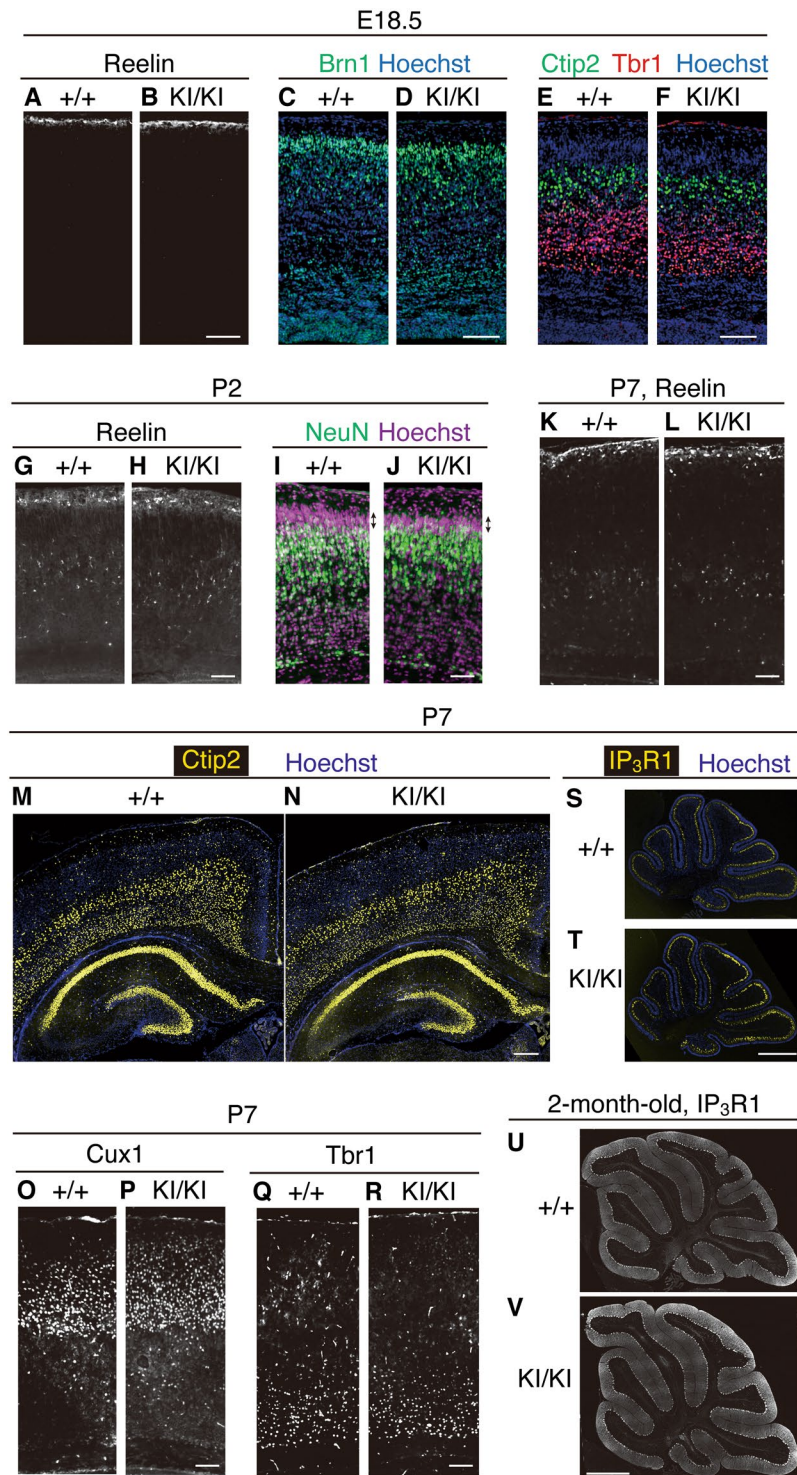 E18.5
Reelin Brn1 Hoechst Ctip2 Tbr1 Hoechst
A +/+ B KI/KI C +/+ D KI/KI E +/+ F KI/KI
P2 P7, Reelin
Reelin NeuN Hoechst K +/+ L KI/KI
G +/+ H KI/KI I +/+ J KI/KI
P7
Ctip2 Hoechst IP₃R1 Hoechst
M +/+ N KI/KI S
+/+
T
KI/KI
P7 2-month-old, IP₃R1
Cux1 Tbr1 U
O +/+ P KI/KI Q +/+ R KI/KI
+/+
V
KI/KI